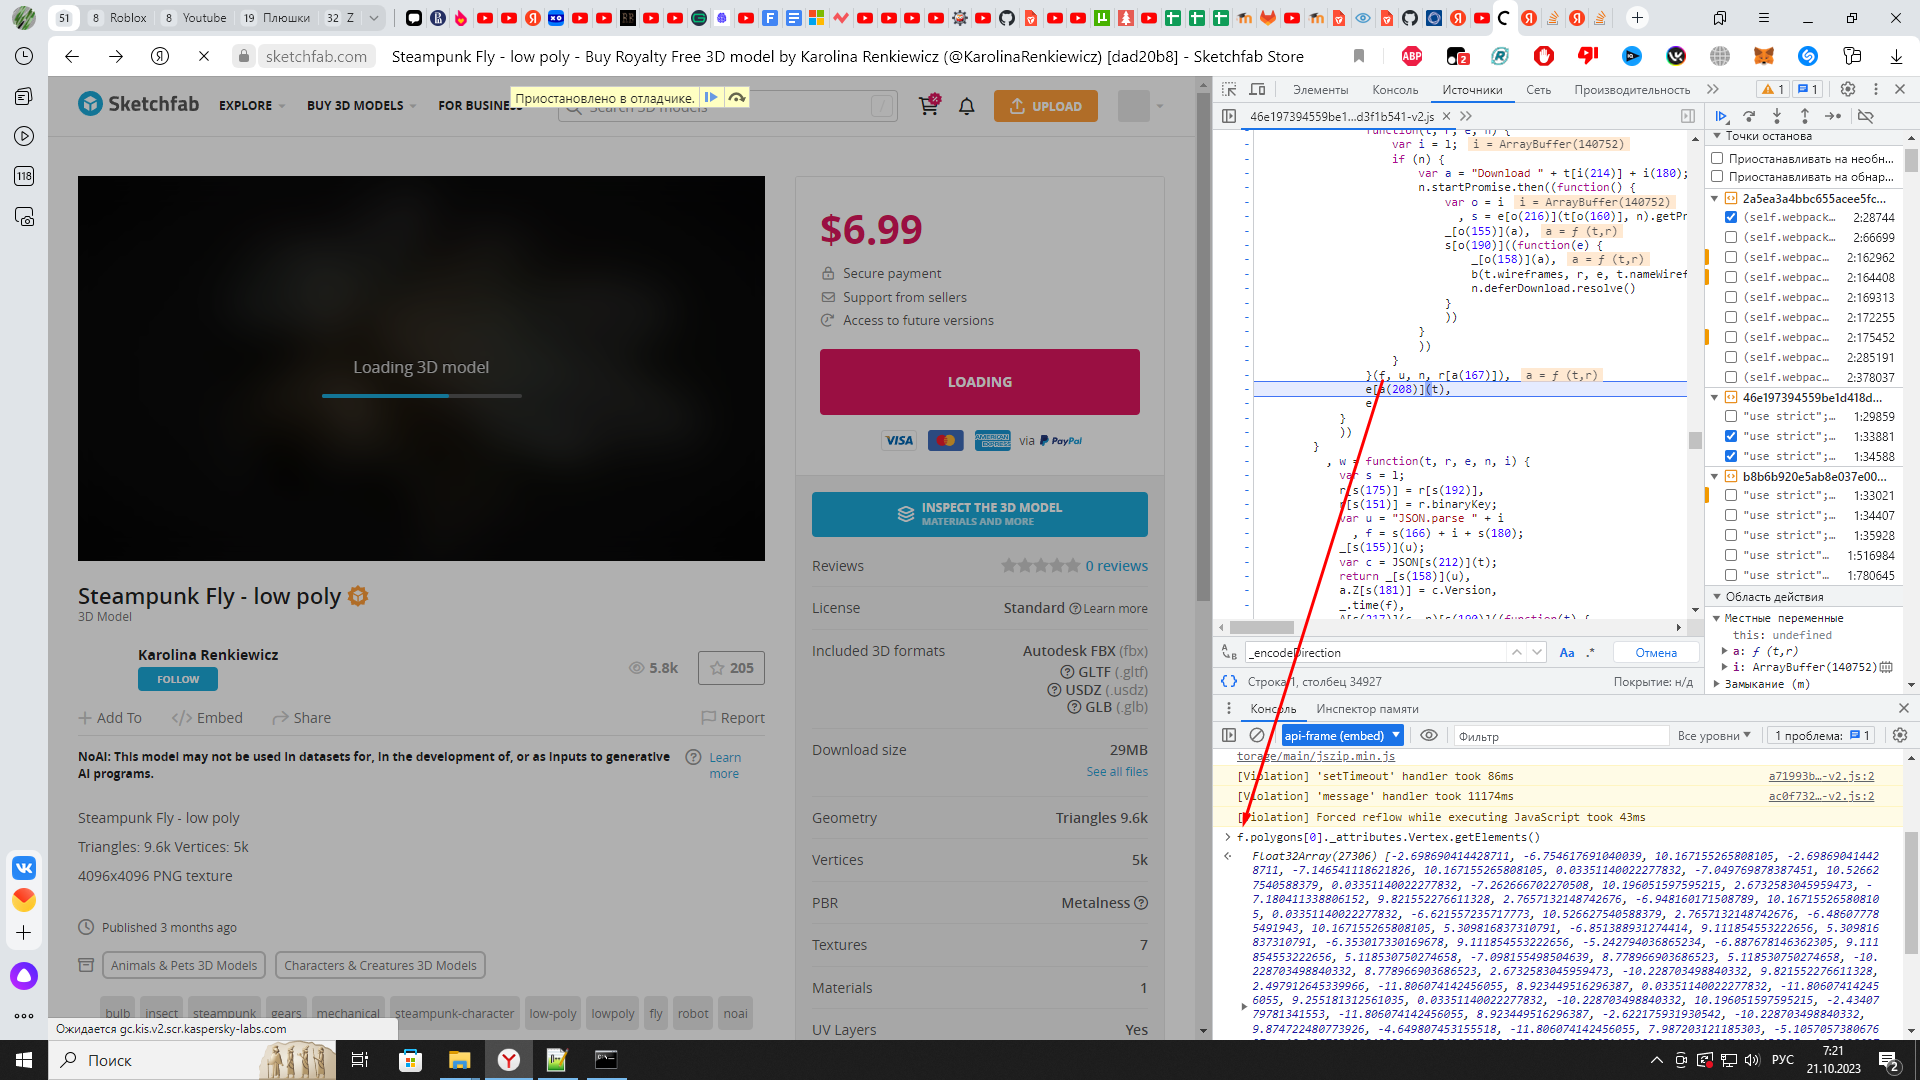 51
8 Roblox
8 Youtube
19 Плюшки
32 Z
sketchfab.com
Steampunk Fly - low poly - Buy Royalty Free 3D model by Karolina Renkiewicz (@KarolinaRenkiewicz) [dad20b8] - Sketchfab Store
ABP
2
118
Sketchfab
EXPLORE
BUY 3D MODELS
FOR BUSINESS
Приостановлено в отладчике.
Search 3D models
/
UPLOAD
Loading 3D model
Steampunk Fly - low poly
3D Model
Karolina Renkiewicz
FOLLOW
5.8k
205
Add To
Embed
Share
Report
NoAI: This model may not be used in datasets for, in the development of, or as inputs to generative
AI programs.
Learn
more
Steampunk Fly - low poly
Triangles: 9.6k Vertices: 5k
4096x4096 PNG texture
Published 3 months ago
Animals & Pets 3D Models
Characters & Creatures 3D Models
bulb insect steampunk gears mechanical steampunk-character low-poly lowpoly fly robot noai
Ожидается gc.kis.v2.scr.kaspersky-labs.com
$6.99
Secure payment
Support from sellers
Access to future versions
LOADING
VISA
AMERICAN EXPRESS
via PayPal
INSPECT THE 3D MODEL
MATERIALS AND MORE
Reviews 0 reviews
License Standard Learn more
Included 3D formats Autodesk FBX (fbx)
GLTF (.gltf)
USDZ (.usdz)
GLB (.glb)
Download size 29MB
See all files
Geometry Triangles 9.6k
Vertices 5k
PBR Metalness
Textures 7
Materials 1
UV Layers Yes
Элементы Консоль Источники Сеть Производительность
1 1
46e197394559be1...d3f1b541-v2.js
function(t, r, e, n) {
var i = l; i = ArrayBuffer(140752)
if (n) {
var a = "Download " + t[i(214)] + i(180);
n.startPromise.then((function() {
var o = i i = ArrayBuffer(140752)
, s = e[o(216)](t[o(160)], n).getPr
_[o(155)](a), a = ƒ (t,r)
s[o(190)]((function(e) {
_[o(158)](a), a = ƒ (t,r)
b(t.wireframes, r, e, t.nameWiref
n.deferDownload.resolve()
}
))
}
))
}
}(f, u, n, r[a(167)]), a = ƒ (t,r)
e[a(208)](t),
e
}
))
}
, w = function(t, r, e, n, i) {
var s = l;
r[s(175)] = r[s(192)],
r[s(151)] = r.binaryKey;
var u = "JSON.parse " + i
, f = s(166) + i + s(180);
_[s(155)](u);
var c = JSON[s(212)](t);
return _[s(158)](u),
a.Z[s(181)] = c.Version,
_.time(f),
_encodeDirection
Aa .* Отмена
Строка 1, столбец 34927
Покрытие: н/д
Точки останова
Приостанавливать на необн...
Приостанавливать на обнар...
2a5ea3a4bbc655acee5fc...
(self.webpack... 2:28744
(self.webpack... 2:66699
(self.webpac... 2:162962
(self.webpac... 2:164408
(self.webpac... 2:169313
(self.webpac... 2:172255
(self.webpac... 2:175452
(self.webpac... 2:285191
(self.webpac... 2:378037
46e197394559be1d418d...
"use strict";... 1:29859
"use strict";... 1:33881
"use strict";... 1:34588
b8b6b920e5ab8e037e00...
"use strict";... 1:33021
"use strict";... 1:34407
"use strict";... 1:35928
"use strict"... 1:516984
"use strict"... 1:780645
Область действия
Местные переменные
this: undefined
a: ƒ (t,r)
i: ArrayBuffer(140752)
Замыкание (m)
Консоль Инспектор памяти
api-frame (embed)
Фильтр
Все уровни
1 проблема: 1
torage/main/jszip.min.js
[Violation] 'setTimeout' handler took 86ms a71993b...-v2.js:2
[Violation] 'message' handler took 11174ms ac0f732...-v2.js:2
[Violation] Forced reflow while executing JavaScript took 43ms
f.polygons[0]._attributes.Vertex.getElements()
Float32Array(27306) [-2.698690414428711, -6.754617691040039, 10.167155265808105, -2.69869041442
8711, -7.146541118621826, 10.167155265808105, 0.03351140022277832, -7.049769878387451, 10.52662
7540588379, 0.03351140022277832, -7.262666702270508, 10.196051597595215, 2.6732583045959473, -
7.180411338806152, 9.821552276611328, 2.7657132148742676, -6.948160171508789, 10.16715526580810
5, 0.03351140022277832, -6.621557235717773, 10.526627540588379, 2.7657132148742676, -6.48607778
5491943, 10.167155265808105, 5.309816837310791, -6.851388931274414, 9.111854553222656, 5.309816
837310791, -6.353017330169678, 9.111854553222656, -5.242794036865234, -6.887678146362305, 9.111
854553222656, 5.118530750274658, -7.098155498504639, 8.778966903686523, 5.118530750274658, -10.
228703498840332, 8.778966903686523, 2.6732583045959473, -10.228703498840332, 9.821552276611328,
2.497912645339966, -11.806074142456055, 8.923449516296387, 0.03351140022277832, -11.80607414245
6055, 9.255181312561035, 0.03351140022277832, -10.228703498840332, 10.196051597595215, -2.43407
79781341553, -11.806074142456055, 8.923449516296387, -2.622175931930542, -10.228703498840332,
9.874722480773926, -4.649807453155518, -11.806074142456055, 7.987203121185303, -5.1057057380676
Поиск
РУС
7:21
21.10.2023
2